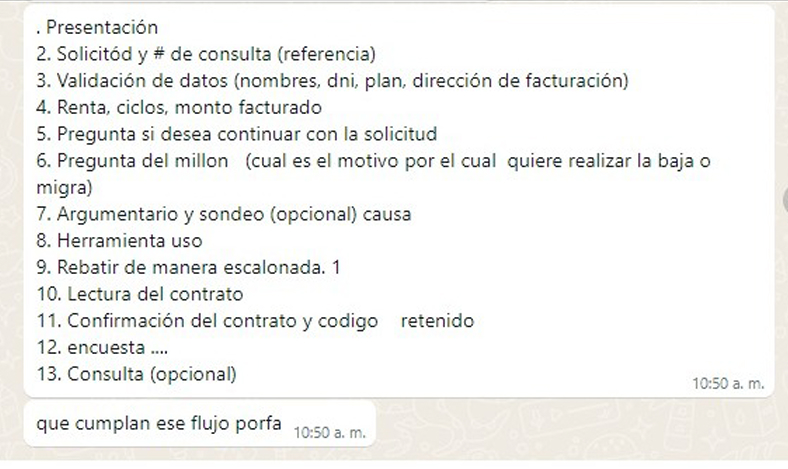 . Presentación
2. Solicitód y # de consulta (referencia)
3. Validación de datos (nombres, dni, plan, dirección de facturación)
4. Renta, ciclos, monto facturado
5. Pregunta si desea continuar con la solicitud
6. Pregunta del millon (cual es el motivo por el cual quiere realizar la baja o
migra)
7. Argumentario y sondeo (opcional) causa
8. Herramienta uso
9. Rebatir de manera escalonada. 1
10. Lectura del contrato
11. Confirmación del contrato y codigo retenido
12. encuesta ....
13. Consulta (opcional)
10:50 a. m.
que cumplan ese flujo porfa 10:50 a. m.